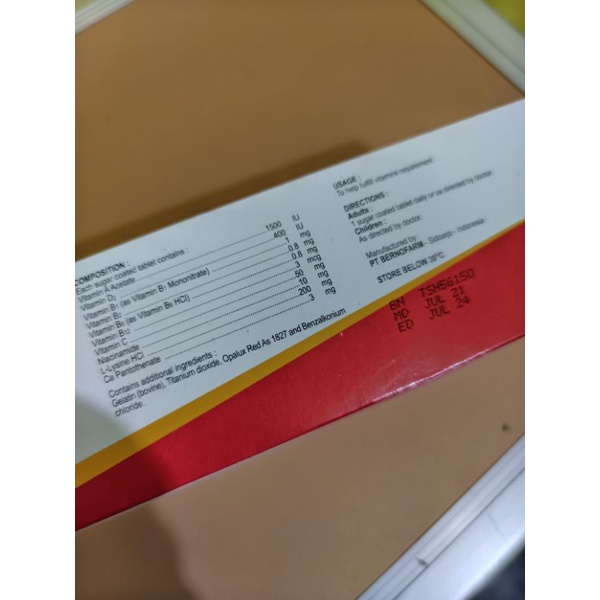 COMPOSITION :
Each sugar coated tablet contains :
Vitamin A Acetate 1500 IU
Vitamin D₂ 400 IU
Vitamin B₁ (as Vitamin B₁ Mononitrate) 1 mg
Vitamin B₂ 0.8 mg
Vitamin B₆ (as Vitamin B₆ HCl) 0.8 mg
Vitamin B₁₂ 3 mcg
Vitamin C 50 mg
Niacinamide 10 mg
L-Lysine HCl 200 mg
Ca Pantothenate 3 mg
Contains additional ingredients :
Gelatin (bovine), Titanium dioxide, Opalux Red As 1827 and Benzalkonium
chloride.
USAGE :
To help fulfill vitamins requirement.
DIRECTIONS :
Adults :
1 sugar coated tablet daily or as directed by doctor.
Children :
As directed by doctor.
Manufactured by :
PT BERNOFARM - Sidoarjo - Indonesia
STORE BELOW 30°C
BN TSH56150
MD JUL 21
ED JUL 24